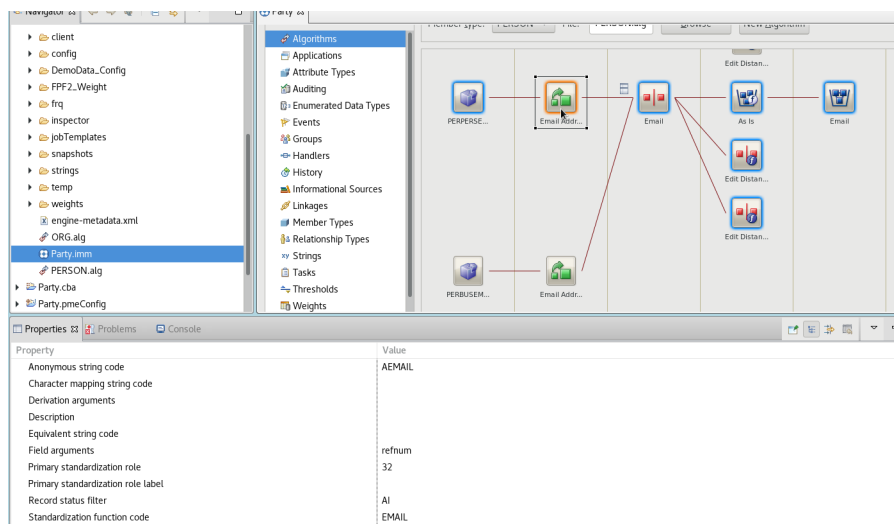 Navigator
Party
client
config
DemoData_Config
FPF2_Weight
frq
inspector
jobTemplates
snapshots
strings
temp
weights
engine-metadata.xml
ORG.alg
Party.imm
PERSON.alg
Party.cba
Party.pmeConfig
Algorithms
Applications
Attribute Types
Auditing
Enumerated Data Types
Events
Groups
Handlers
History
Informational Sources
Linkages
Member Types
Relationship Types
xy Strings
Tasks
Thresholds
Weights
Member Type: PERSON File: PERSON.alg Browse New Algorithm
Edit Distan...
PERPERSE... Email Addr... Email As Is Email
Edit Distan...
Edit Distan...
PERBUSEM... Email Addr...
Properties Problems Console
Property Value
Anonymous string code AEMAIL
Character mapping string code
Derivation arguments
Description
Equivalent string code
Field arguments refnum
Primary standardization role 32
Primary standardization role label
Record status filter AI
Standardization function code EMAIL